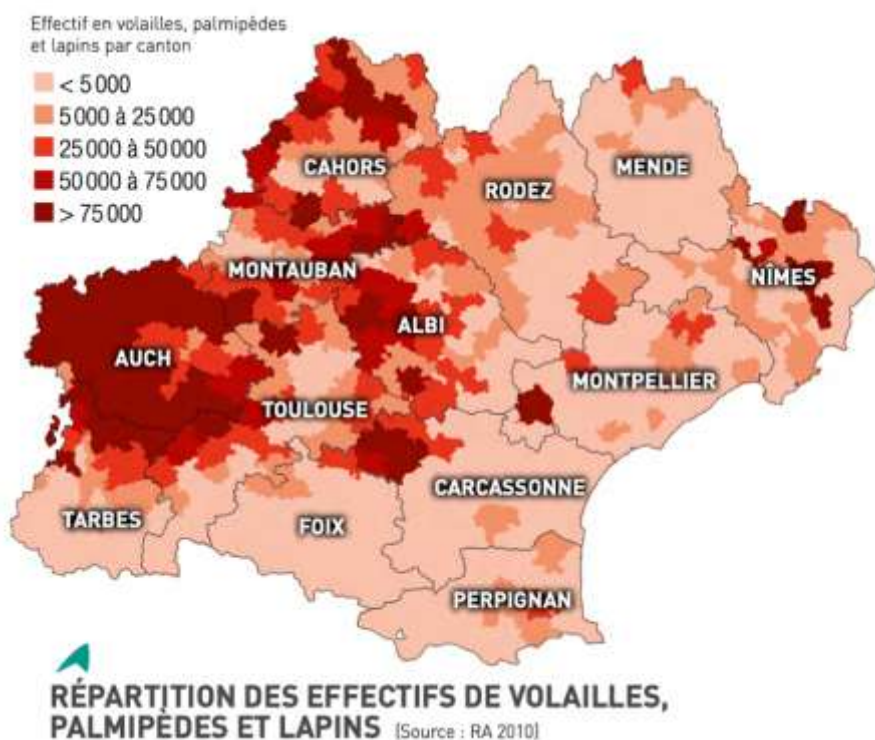 Effectif en volailles, palmipèdes
et lapins par canton
< 5 000
5 000 à 25 000
25 000 à 50 000
50 000 à 75 000
> 75 000
CAHORS
RODEZ
MENDE
MONTAUBAN
NÎMES
ALBI
AUCH
MONTPELLIER
TOULOUSE
CARCASSONNE
TARBES
FOIX
PERPIGNAN
RÉPARTITION DES EFFECTIFS DE VOLAILLES,
PALMIPÈDES ET LAPINS (Source : RA 2010)